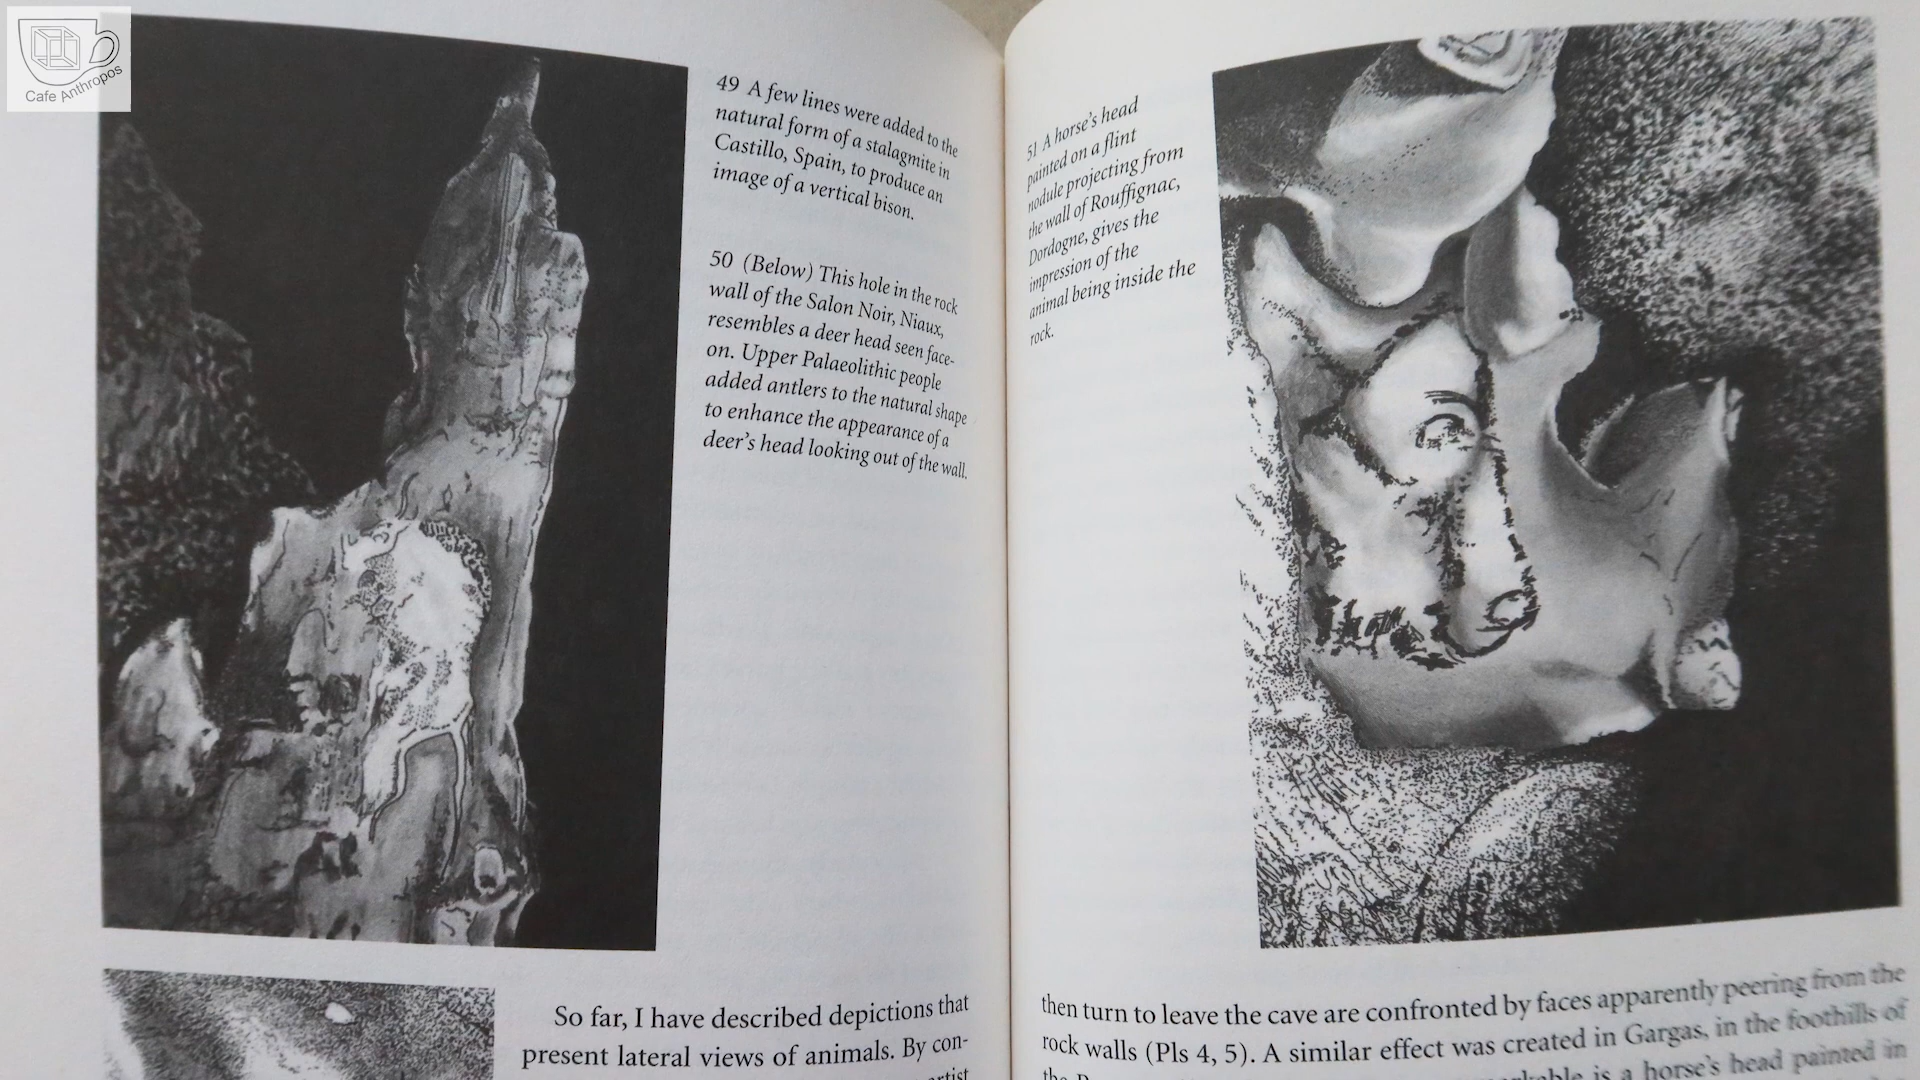 Cafe Anthropos
49 A few lines were added to the
natural form of a stalagmite in
Castillo, Spain, to produce an
image of a vertical bison.
50 (Below) This hole in the rock
wall of the Salon Noir, Niaux,
resembles a deer head seen face-
on. Upper Palaeolithic people
added antlers to the natural shape
to enhance the appearance of a
deer's head looking out of the wall.
So far, I have described depictions that
present lateral views of animals. By con-
51 A horse's head
painted on a flint
nodule projecting from
the wall of Rouffignac,
Dordogne, gives the
impression of the
animal being inside the
rock.
then turn to leave the cave are confronted by faces apparently peering from the
rock walls (Pls 4, 5). A similar effect was created in Gargas, in the foothills of
is a horse's head painted in